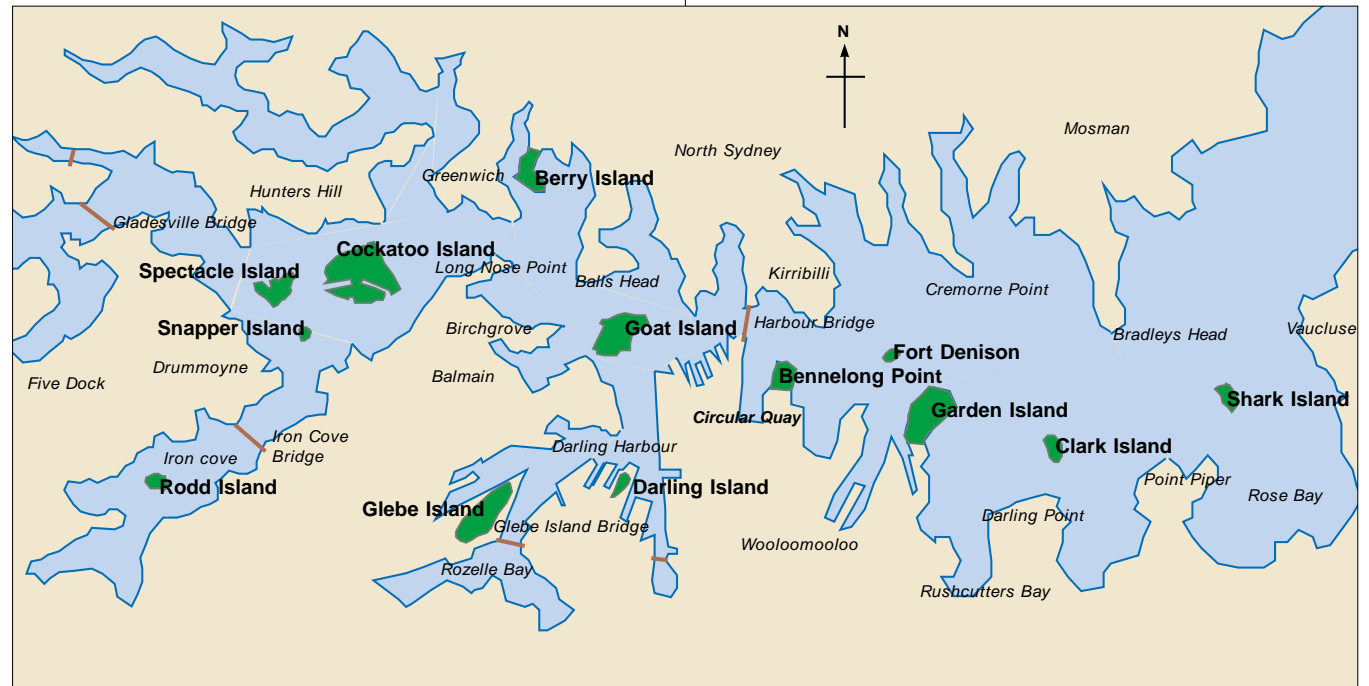 N
Mosman
North Sydney
Greenwich
Berry Island
Hunters Hill
Gladesville Bridge
Cockatoo Island
Spectacle Island
Long Nose Point
Balls Head
Kirribilli
Cremorne Point
Snapper Island
Birchgrove
Goat Island
Harbour Bridge
Bradleys Head
Vaucluse
Fort Denison
Drummoyne
Balmain
Bennelong Point
Five Dock
Shark Island
Garden Island
Circular Quay
Iron Cove
Bridge
Darling Harbour
Clark Island
Iron cove
Point Piper
Rodd Island
Darling Island
Rose Bay
Glebe Island
Darling Point
Glebe Island Bridge
Wooloomooloo
Rozelle Bay
Rushcutters Bay